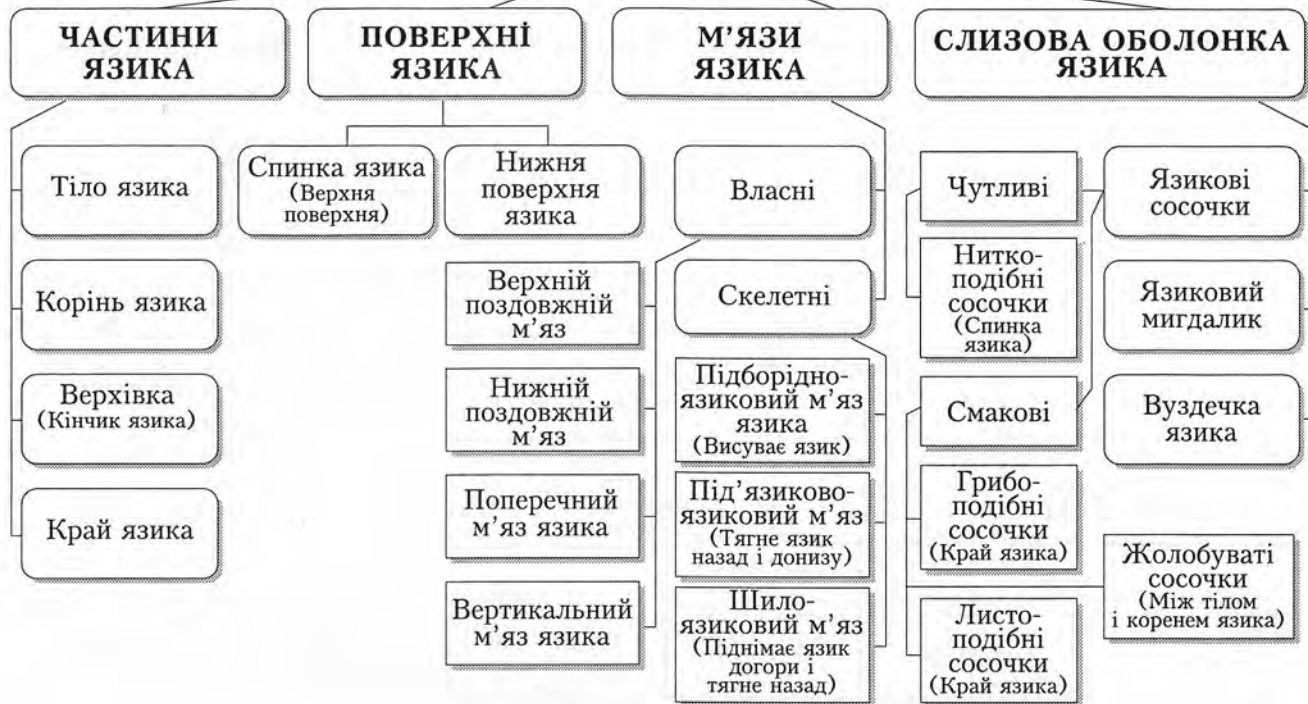 ЧАСТИНИ
ЯЗИКА
ПОВЕРХНІ
ЯЗИКА
М’ЯЗИ
ЯЗИКА
СЛИЗОВА ОБОЛОНКА
ЯЗИКА
Тіло язика
Корінь язика
Верхівка
(Кінчик язика)
Край язика
Спинка язика
(Верхня
поверхня)
Нижня
поверхня
язика
Власні
Верхній
поздовжній
м’яз
Нижній
поздовжній
м’яз
Поперечний
м’яз язика
Вертикальний
м’яз язика
Скелетні
Підборідно-
язиковий м’яз
язика
(Висуває язик)
Під’язиково-
язиковий м’яз
(Тягне язик
назад і донизу)
Шило-
язиковий м’яз
(Піднімає язик
догори і
тягне назад)
Чутливі
Нитко-
подібні
сосочки
(Спинка
язика)
Смакові
Грибо-
подібні
сосочки
(Край язика)
Листо-
подібні
сосочки
(Край язика)
Язикові
сосочки
Язиковий
мигдалик
Вуздечка
язика
Жолобуваті
сосочки
(Між тілом
і коренем язика)